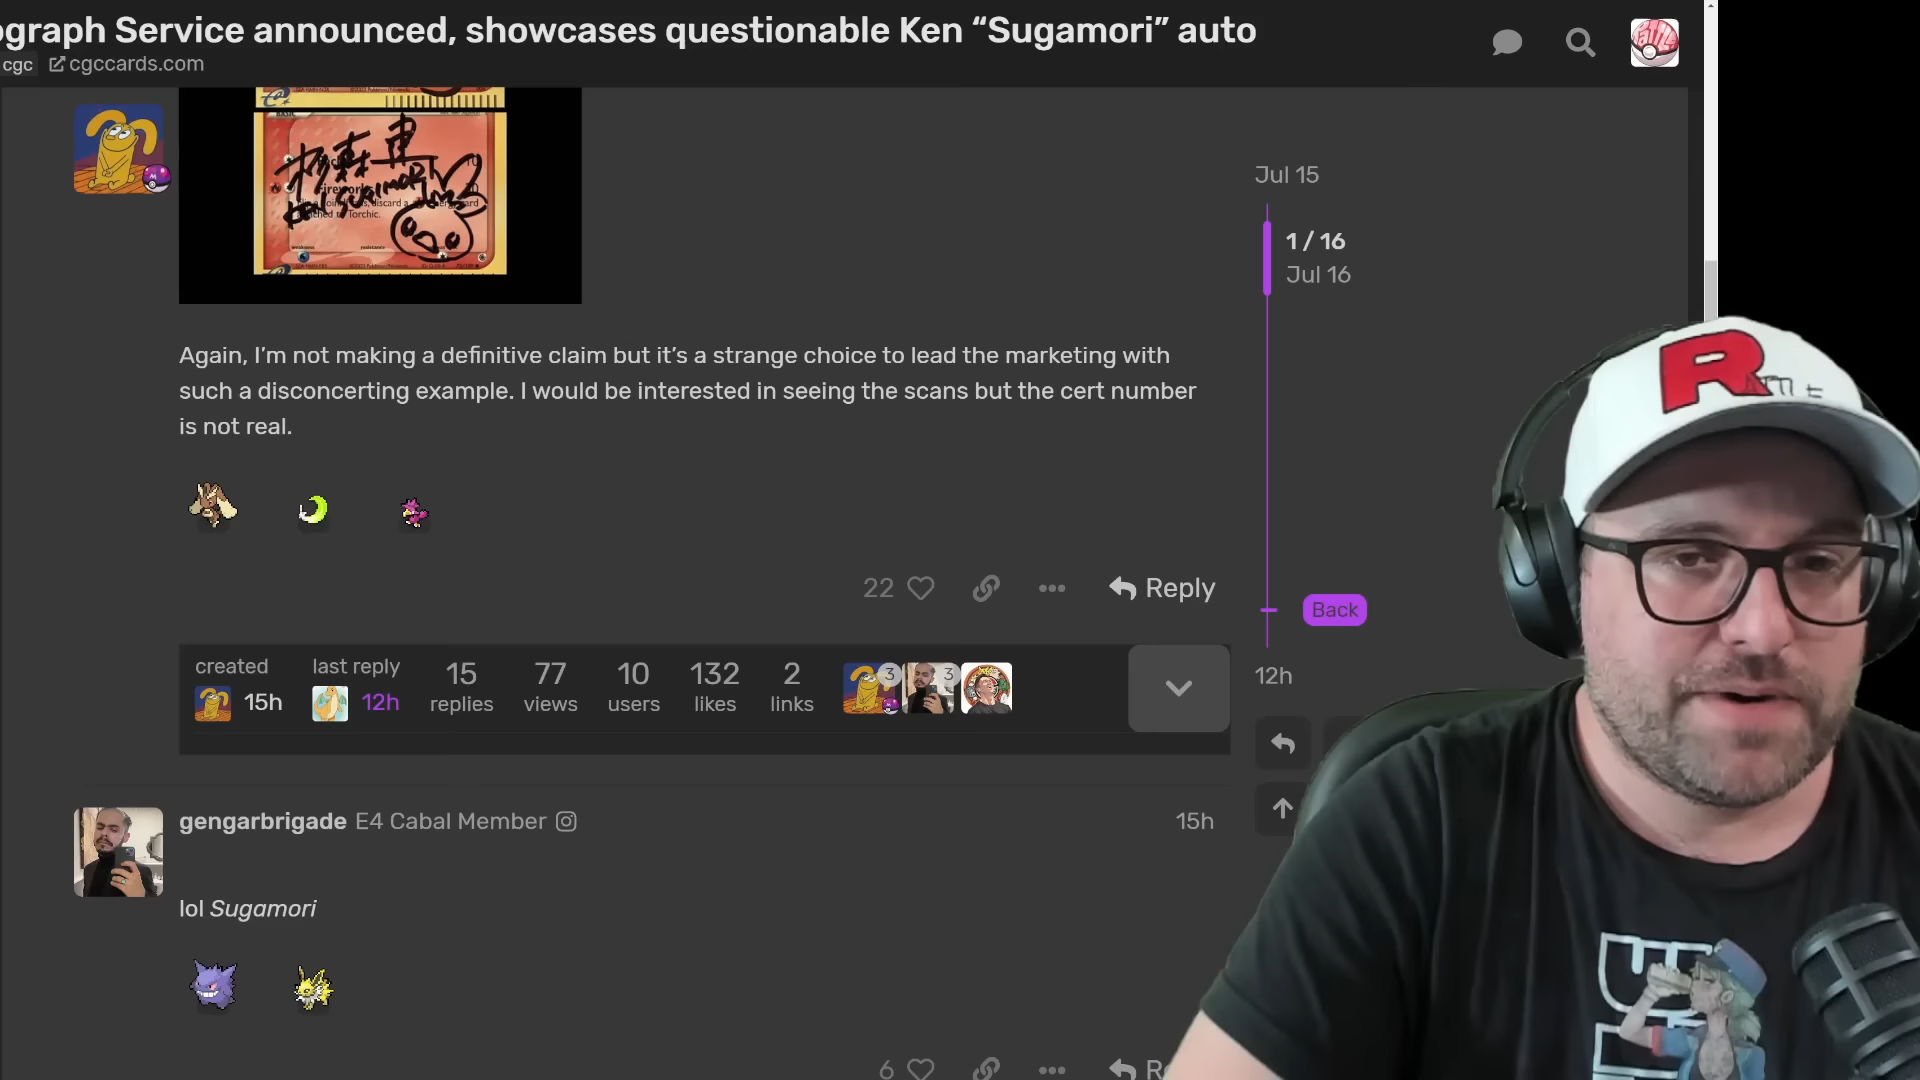 ograph Service announced, showcases questionable Ken “Sugamori” auto
cgc cgccards.com
Again, I’m not making a definitive claim but it’s a strange choice to lead the marketing with
such a disconcerting example. I would be interested in seeing the scans but the cert number
is not real.
22
Reply
created
15h
last reply
12h
15
replies
77
views
10
users
132
likes
2
links
3
3
gengarbrigade E4 Cabal Member
15h
lol Sugamori
6
Jul 15
1 / 16
Jul 16
Back
12h
R